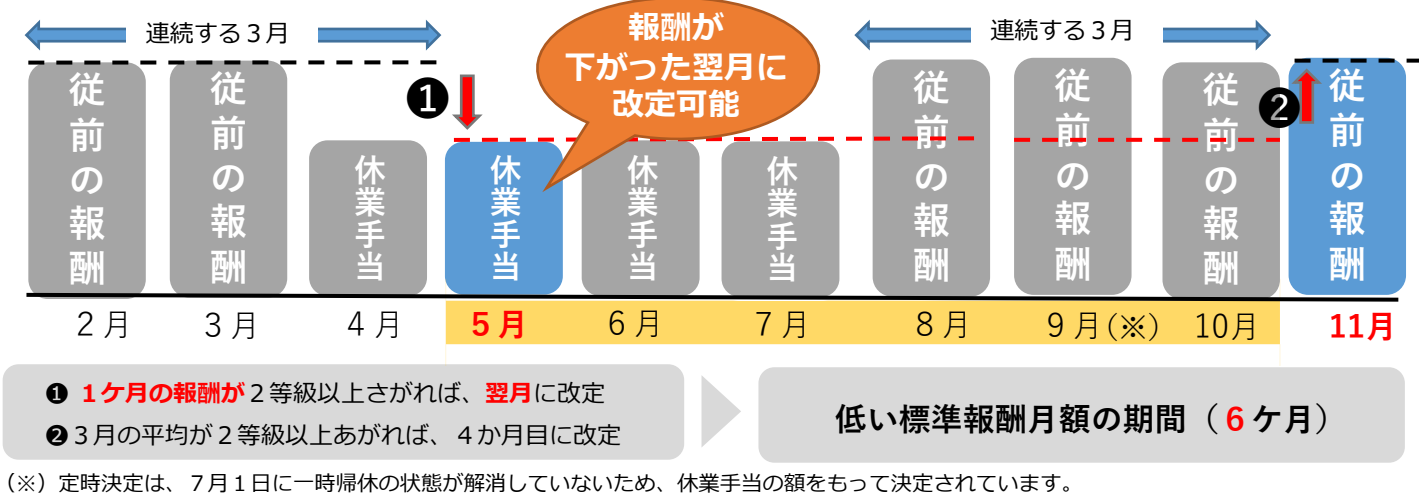 連続する3月
報酬が
下がった翌月に
改定可能
連続する3月
❶
❷
従前の報酬
従前の報酬
休業手当
休業手当
休業手当
休業手当
従前の報酬
従前の報酬
従前の報酬
従前の報酬
2月 3月 4月 5月 6月 7月 8月 9月(※) 10月 11月
❶ 1ケ月の報酬が2等級以上さがれば、翌月に改定
❷3月の平均が2等級以上あがれば、4か月目に改定
低い標準報酬月額の期間(6ケ月)
(※)定時決定は、7月1日に一時帰休の状態が解消していないため、休業手当の額をもって決定されています。